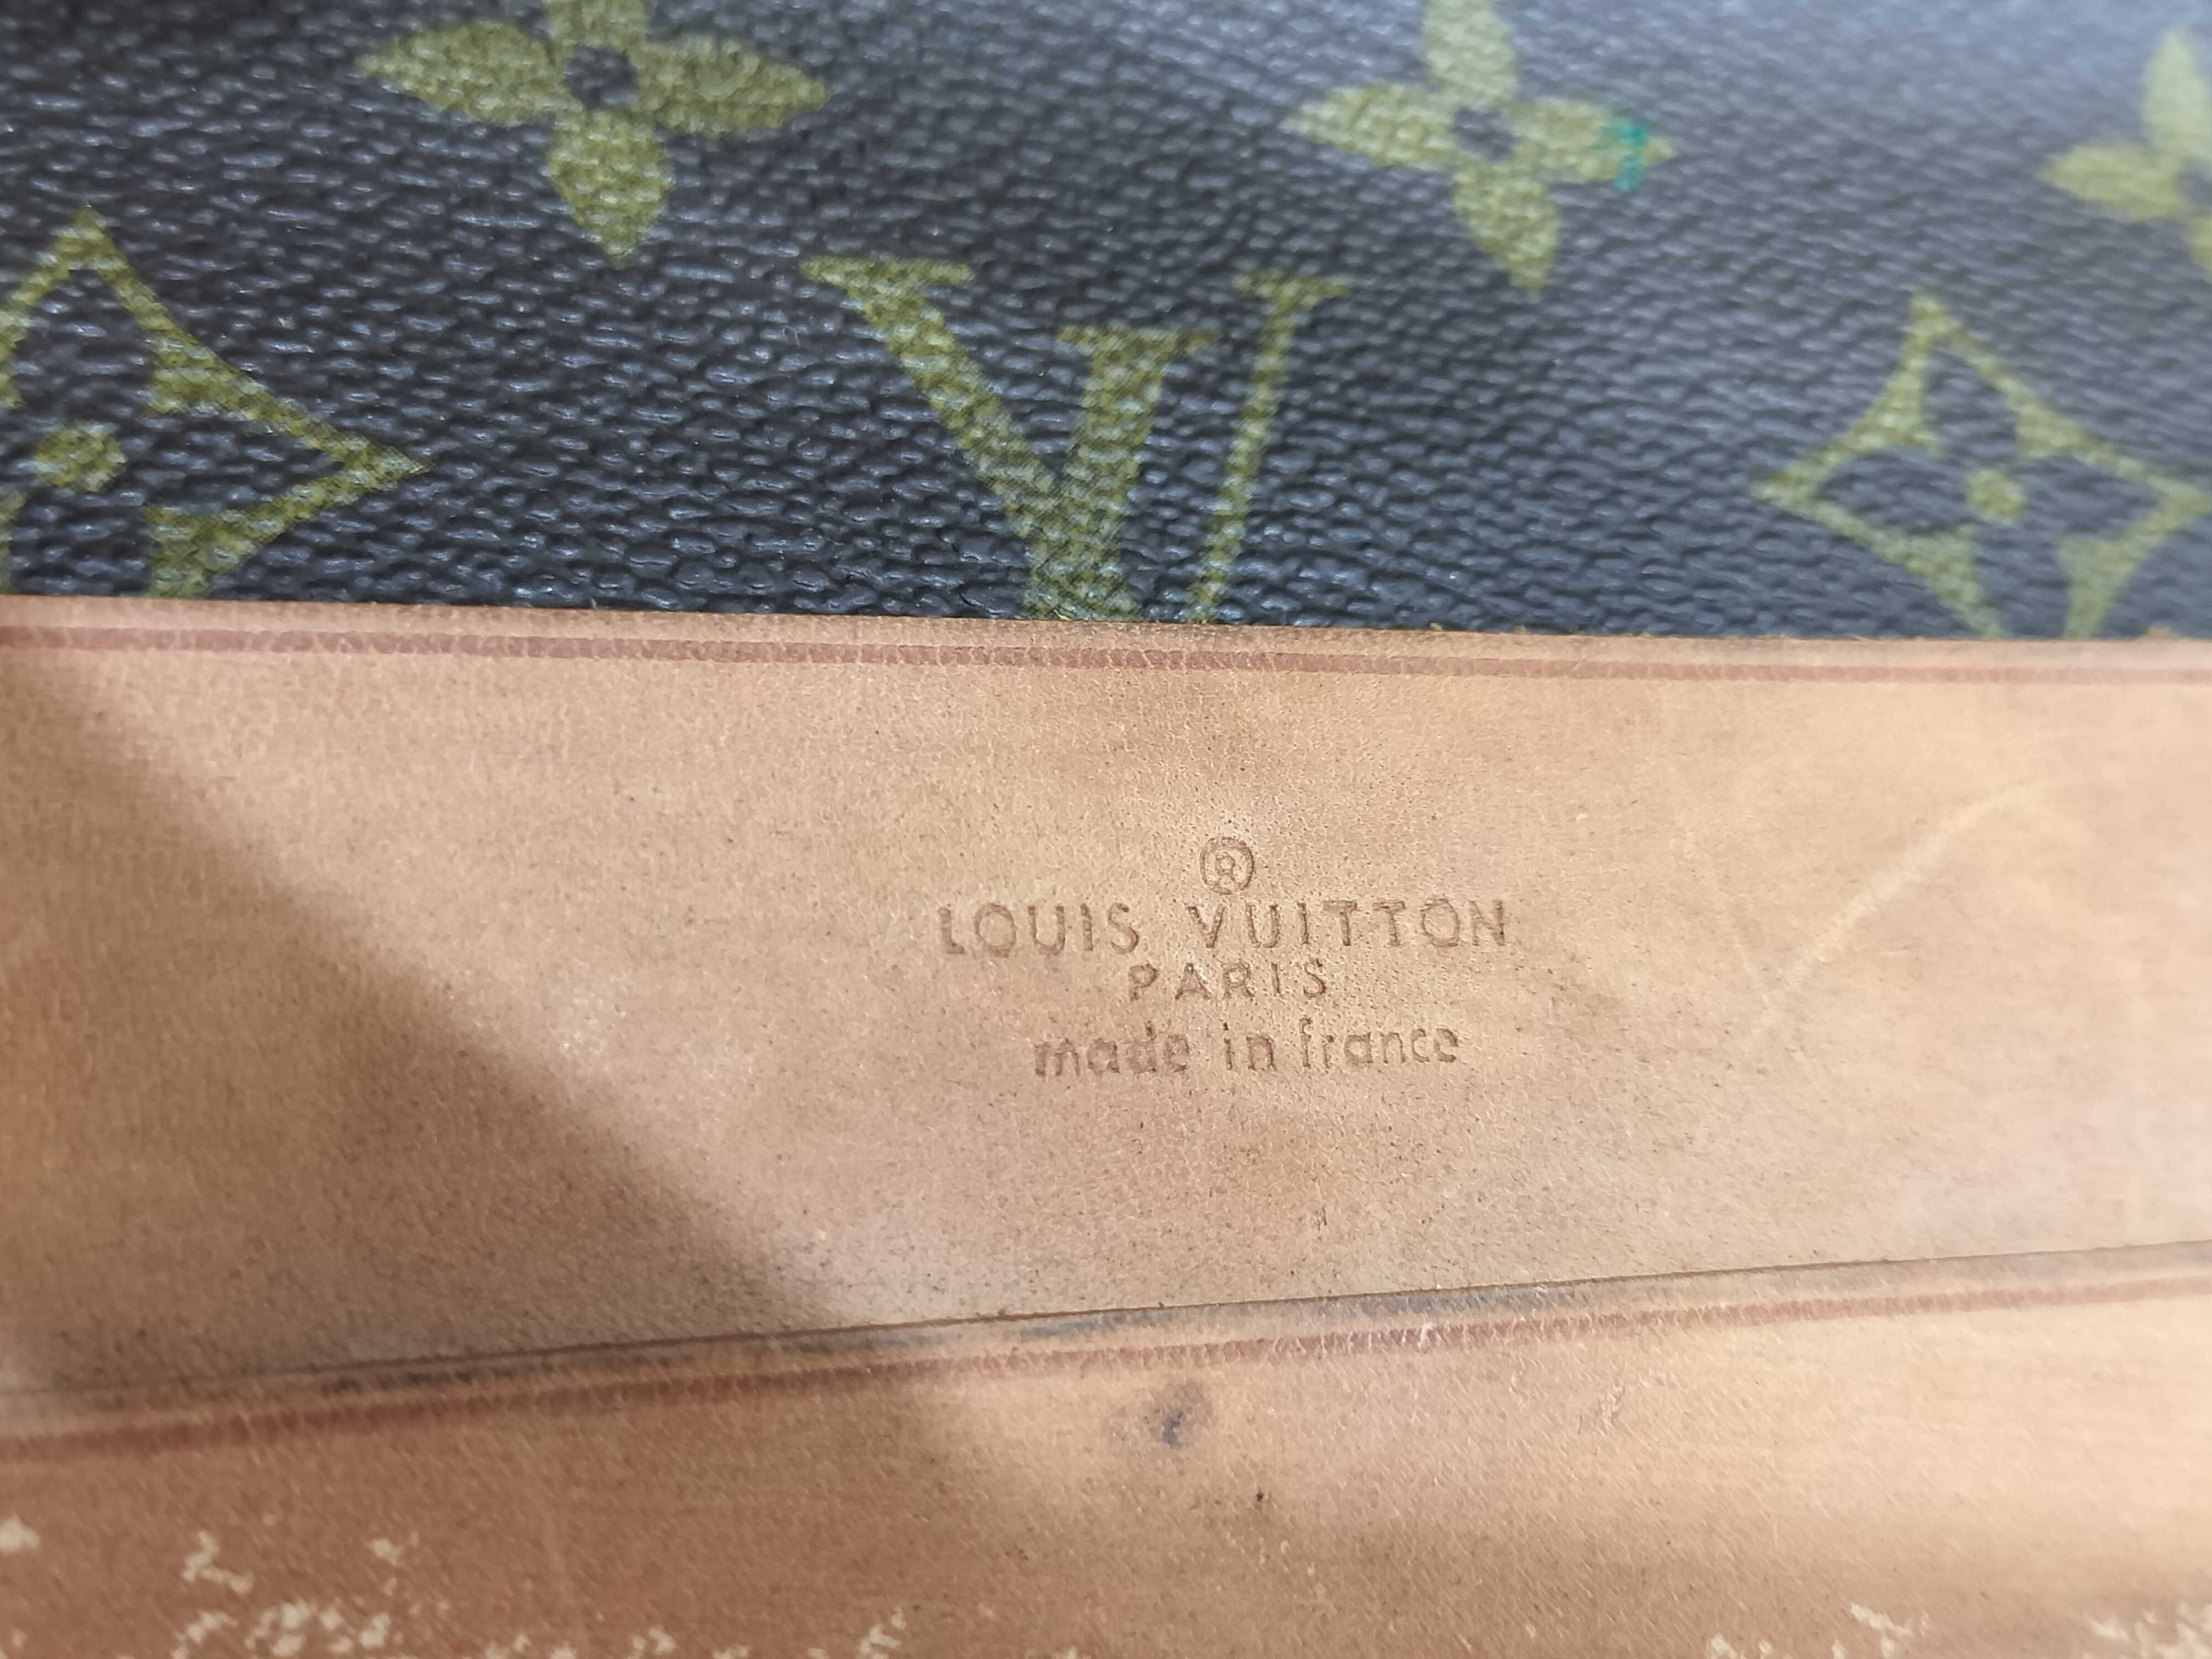 ®
LOUIS VUITTON
PARIS
made in france